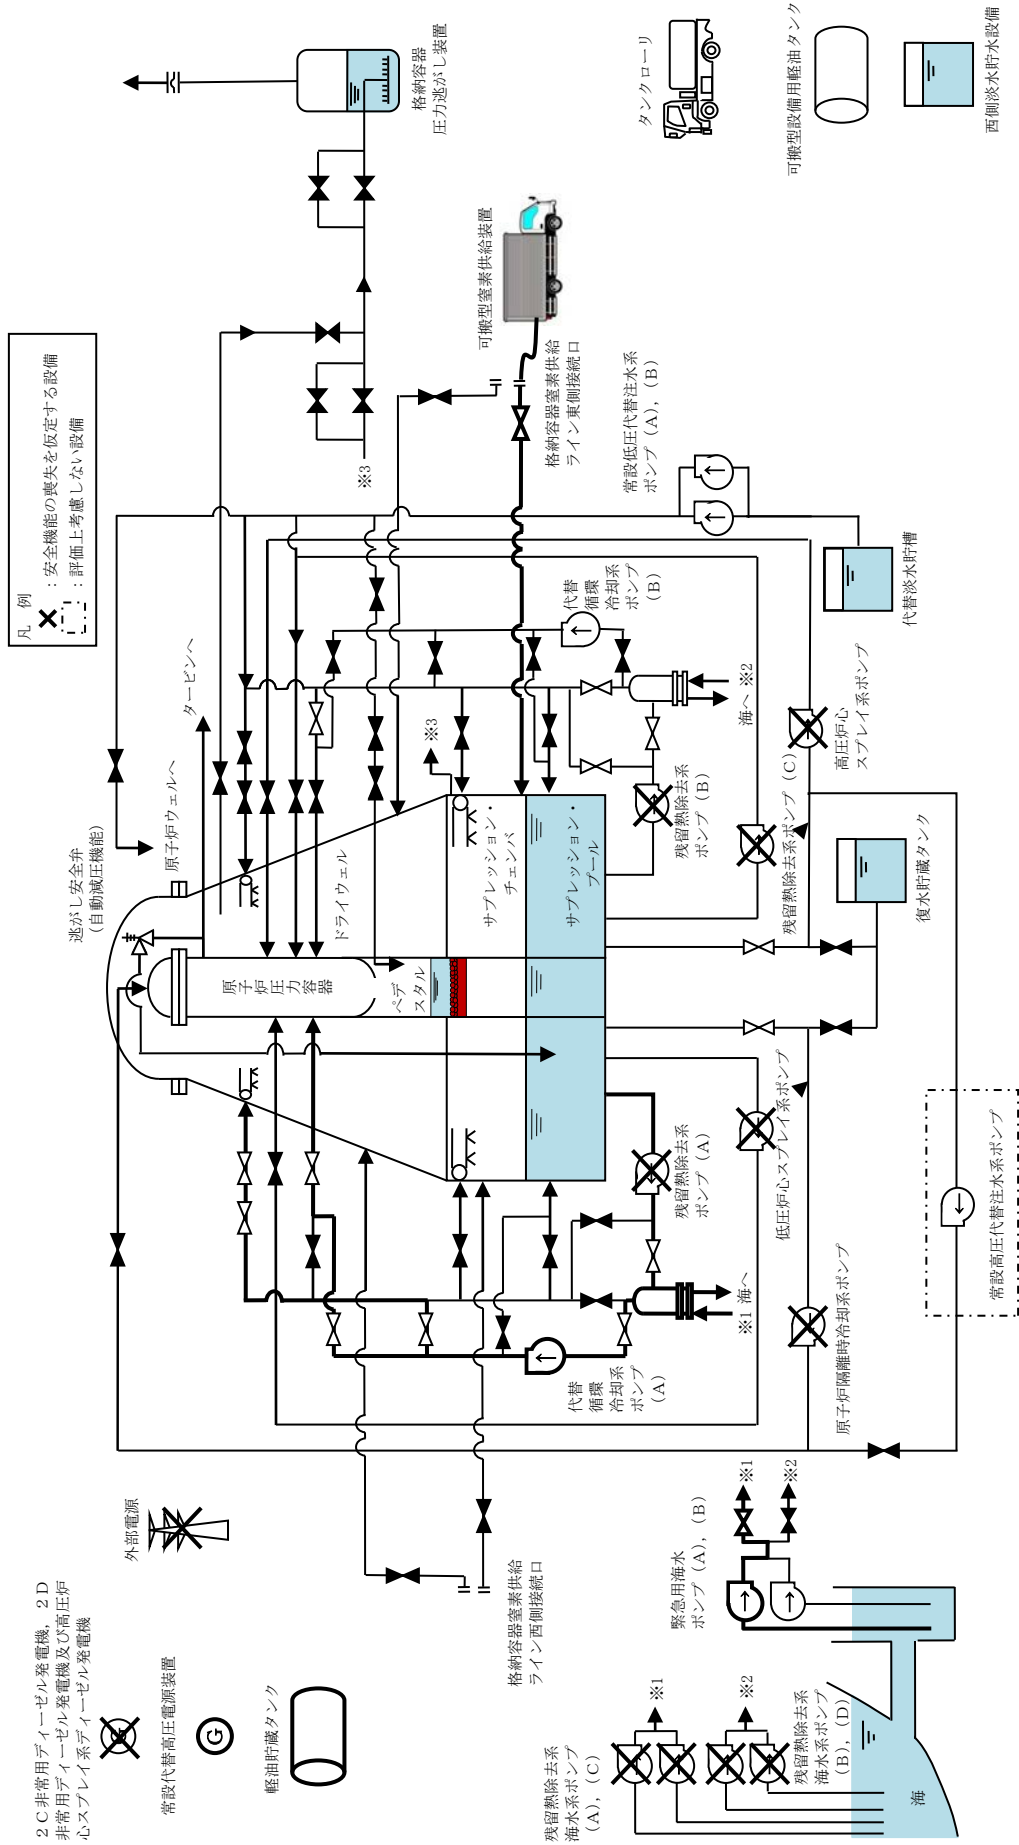 ２Ｃ非常用ディーゼル発電機，２Ｄ
非常用ディーゼル発電機及び高圧炉
心スプレイ系ディーゼル発電機
G
常設代替高圧電源装置
G
軽油貯蔵タンク
外部電源
凡　例
：安全機能の喪失を仮定する設備
：評価上考慮しない設備
逃がし安全弁
（自動減圧機能）
原子炉ウェルへ
タービンへ
※3
格納容器
圧力逃がし装置
原子炉圧力容器
ドライウェル
ペデ
スタル
サプレッション・
チェンバ
※3
サプレッション・
プール
可搬型窒素供給装置
格納容器窒素供給
ライン東側接続口
格納容器窒素供給
ライン西側接続口
常設低圧代替注水系
ポンプ（A），（B）
代替
循環
冷却系
ポンプ
（B）
代替
循環
冷却系
ポンプ
（A）
残留熱除去系
ポンプ（A）
残留熱除去系
ポンプ（B）
※1 海へ
海へ ※2
低圧炉心スプレイ系ポンプ
残留熱除去系ポンプ（C）
高圧炉心
スプレイ系ポンプ
原子炉隔離時冷却系ポンプ
常設高圧代替注水系ポンプ
復水貯蔵タンク
代替淡水貯槽
タンクローリ
可搬型設備用軽油タンク
西側淡水貯水設備
緊急用海水
ポンプ（A），（B）
※1
※2
残留熱除去系
海水系ポンプ
（A），（C）
※1
※2
残留熱除去系
海水系ポンプ
（B），（D）
海